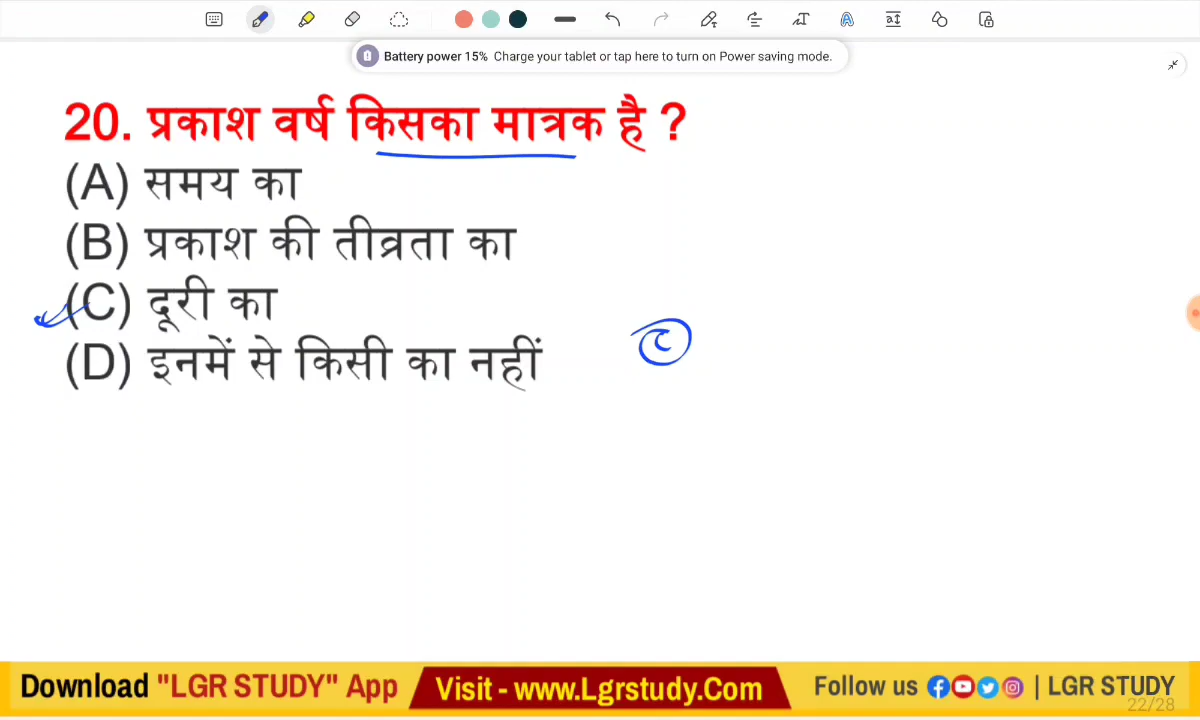 Battery power 15% Charge your tablet or tap here to turn on Power saving mode.
20. प्रकाश वर्ष किसका मात्रक है ?
(A) समय का
(B) प्रकाश की तीव्रता का
(C) दूरी का
(D) इनमें से किसी का नहीं
C
Download "LGR STUDY" App
Visit - www.Lgrstudy.Com
Follow us | LGR STUDY
22/28